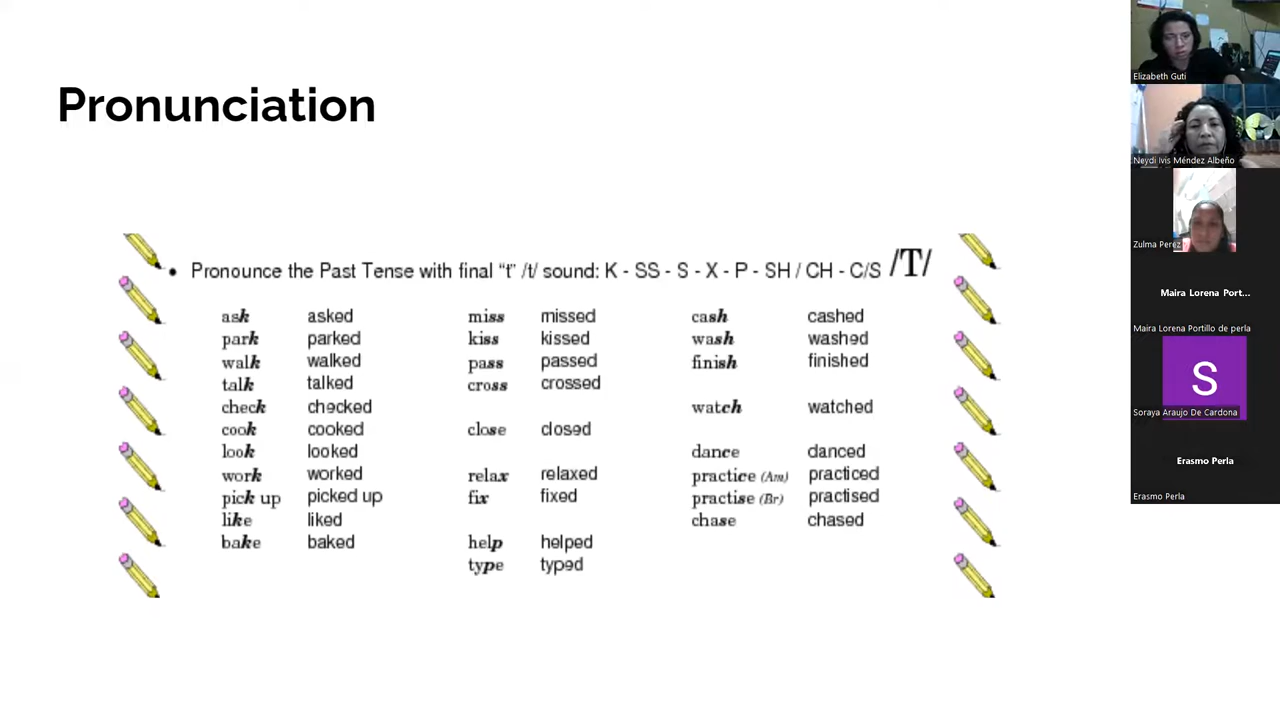 Pronunciation
• Pronounce the Past Tense with final “t” /t/ sound: K - SS - S - X - P - SH / CH - C/S /T/
ask asked miss missed cash cashed
park parked kiss kissed wash washed
walk walked pass passed finish finished
talk talked cross crossed
check checked watch watched
cook cooked close closed
look looked dance danced
work worked relax relaxed practice (Am) practiced
pick up picked up fix fixed practise (Br) practised
like liked chase chased
bake baked help helped
type typed
Elizabeth Guti
Neydi Ivis Méndez Albeño
Zulma Perez
Maira Lorena Port...
Maira Lorena Portillo de perla
S
Soraya Araujo De Cardona
Erasmo Perla
Erasmo Perla